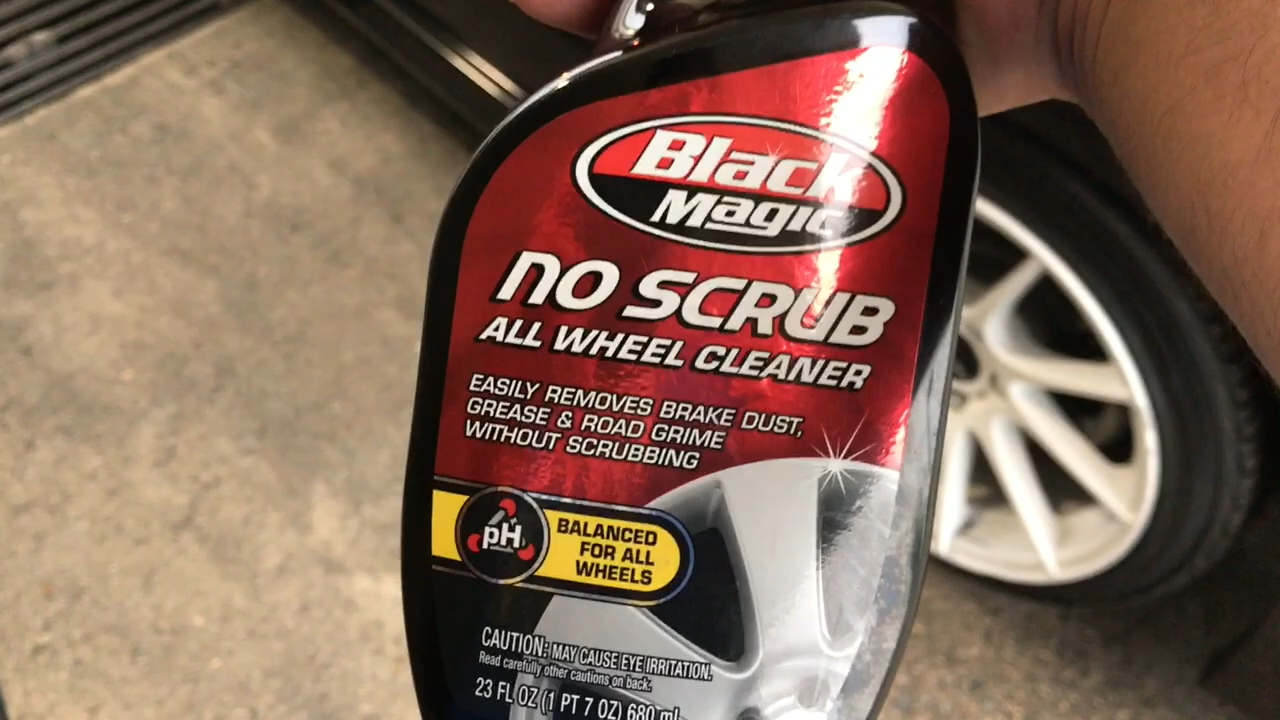 Black
Magic
NO SCRUB
ALL WHEEL CLEANER
EASILY REMOVES BRAKE DUST,
GREASE & ROAD GRIME
WITHOUT SCRUBBING
pH
BALANCED
FOR ALL
WHEELS
CAUTION: MAY CAUSE EYE IRRITATION.
Read carefully other cautions on back.
23 FL OZ (1 PT 7 OZ) 680 ml